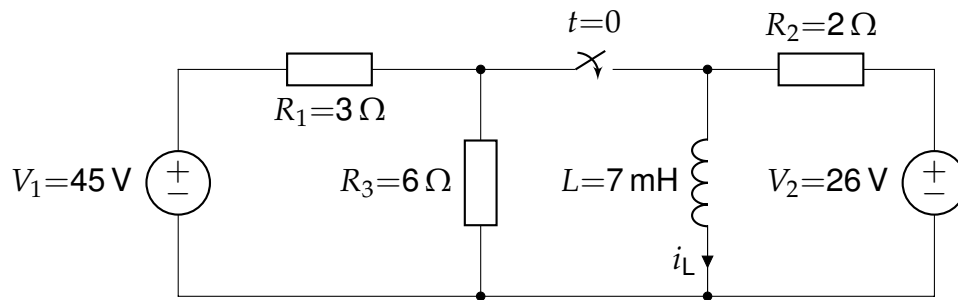 t=0
R₂=2 Ω
R₁=3 Ω
V₁=45 V
R₃=6 Ω
L=7 mH
V₂=26 V
i_L